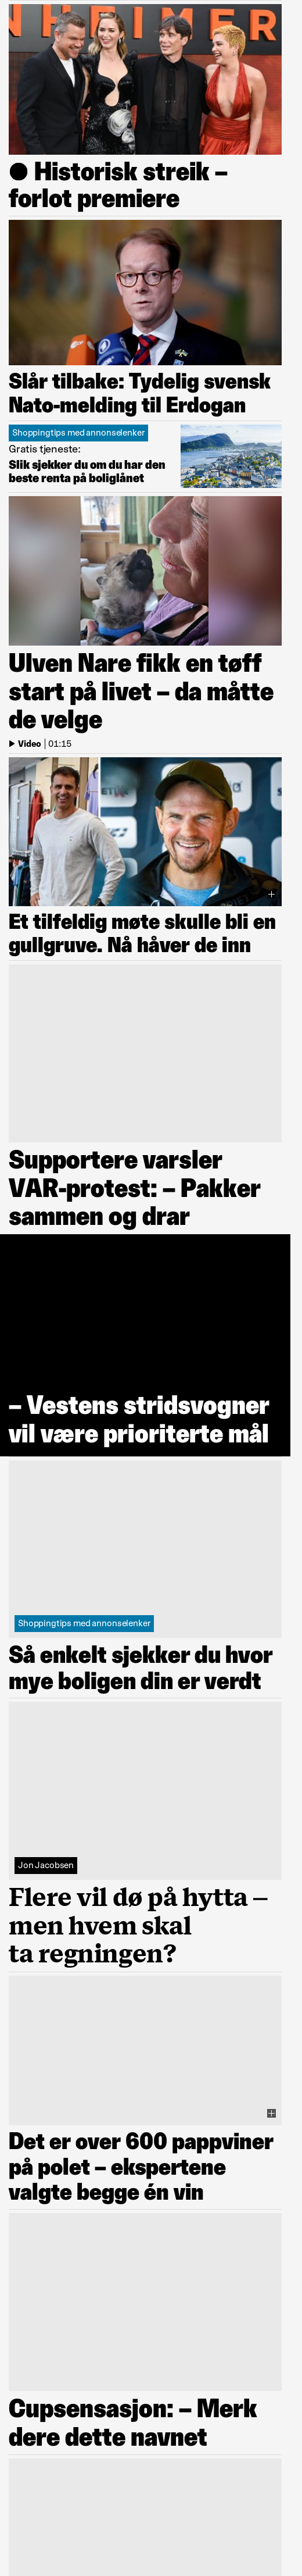 NHEIMER
● Historisk streik –
forlot premiere
Slår tilbake: Tydelig svensk
Nato-melding til Erdogan
Shoppingtips med annonselenker
Gratis tjeneste:
Slik sjekker du om du har den
beste renta på boliglånet
Ulven Nare fikk en tøff
start på livet – da måtte
de velge
Video | 01:15
Et tilfeldig møte skulle bli en
gullgruve. Nå håver de inn
Supportere varsler
VAR-protest: – Pakker
sammen og drar
– Vestens stridsvogner
vil være prioriterte mål
Shoppingtips med annonselenker
Så enkelt sjekker du hvor
mye boligen din er verdt
Jon Jacobsen
Flere vil dø på hytta –
men hvem skal
ta regningen?
Det er over 600 pappviner
på polet – ekspertene
valgte begge én vin
Cupsensasjon: – Merk
dere dette navnet